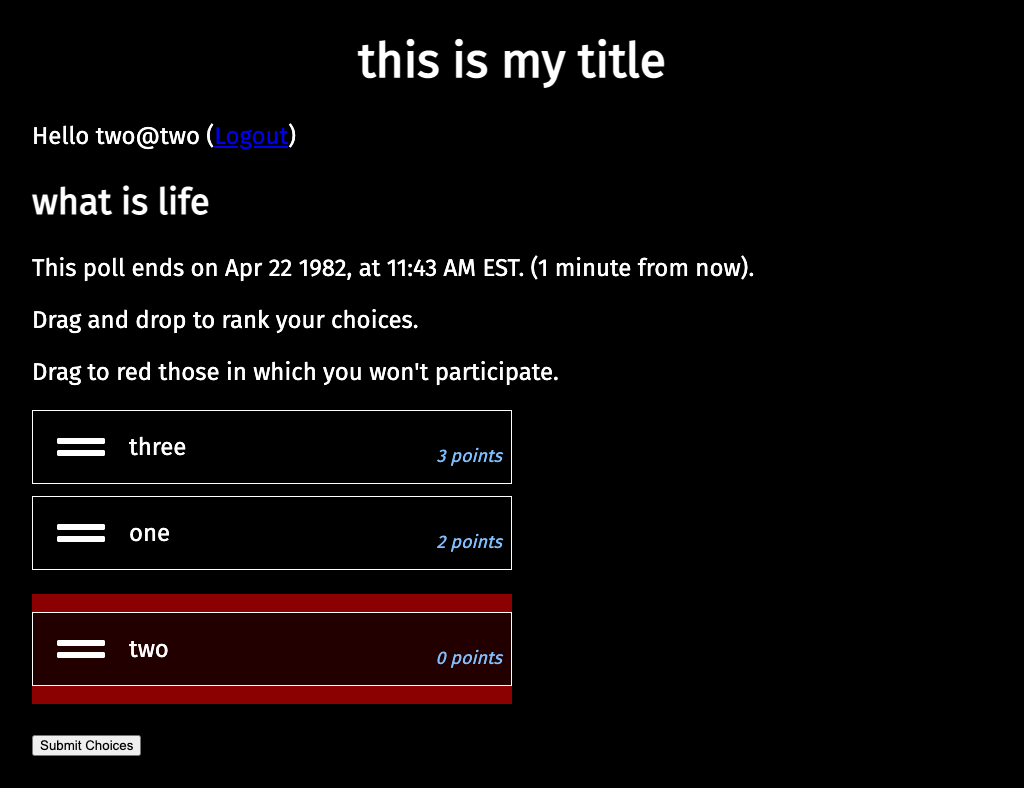 this is my title
Hello two@two (Logout)
what is life
This poll ends on Apr 22 1982, at 11:43 AM EST. (1 minute from now).
Drag and drop to rank your choices.
Drag to red those in which you won't participate.
three
3 points
one
2 points
two
0 points
Submit Choices